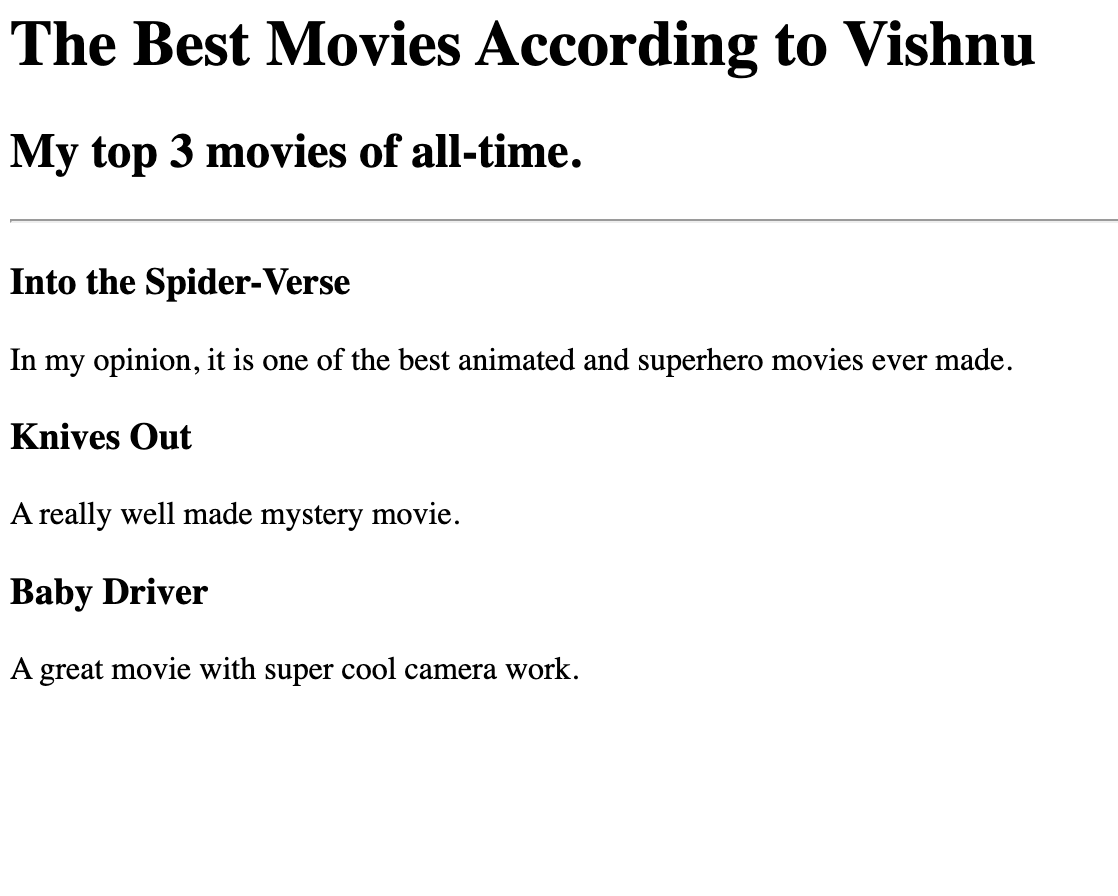 The Best Movies According to Vishnu
My top 3 movies of all-time.
Into the Spider-Verse
In my opinion, it is one of the best animated and superhero movies ever made.
Knives Out
A really well made mystery movie.
Baby Driver
A great movie with super cool camera work.